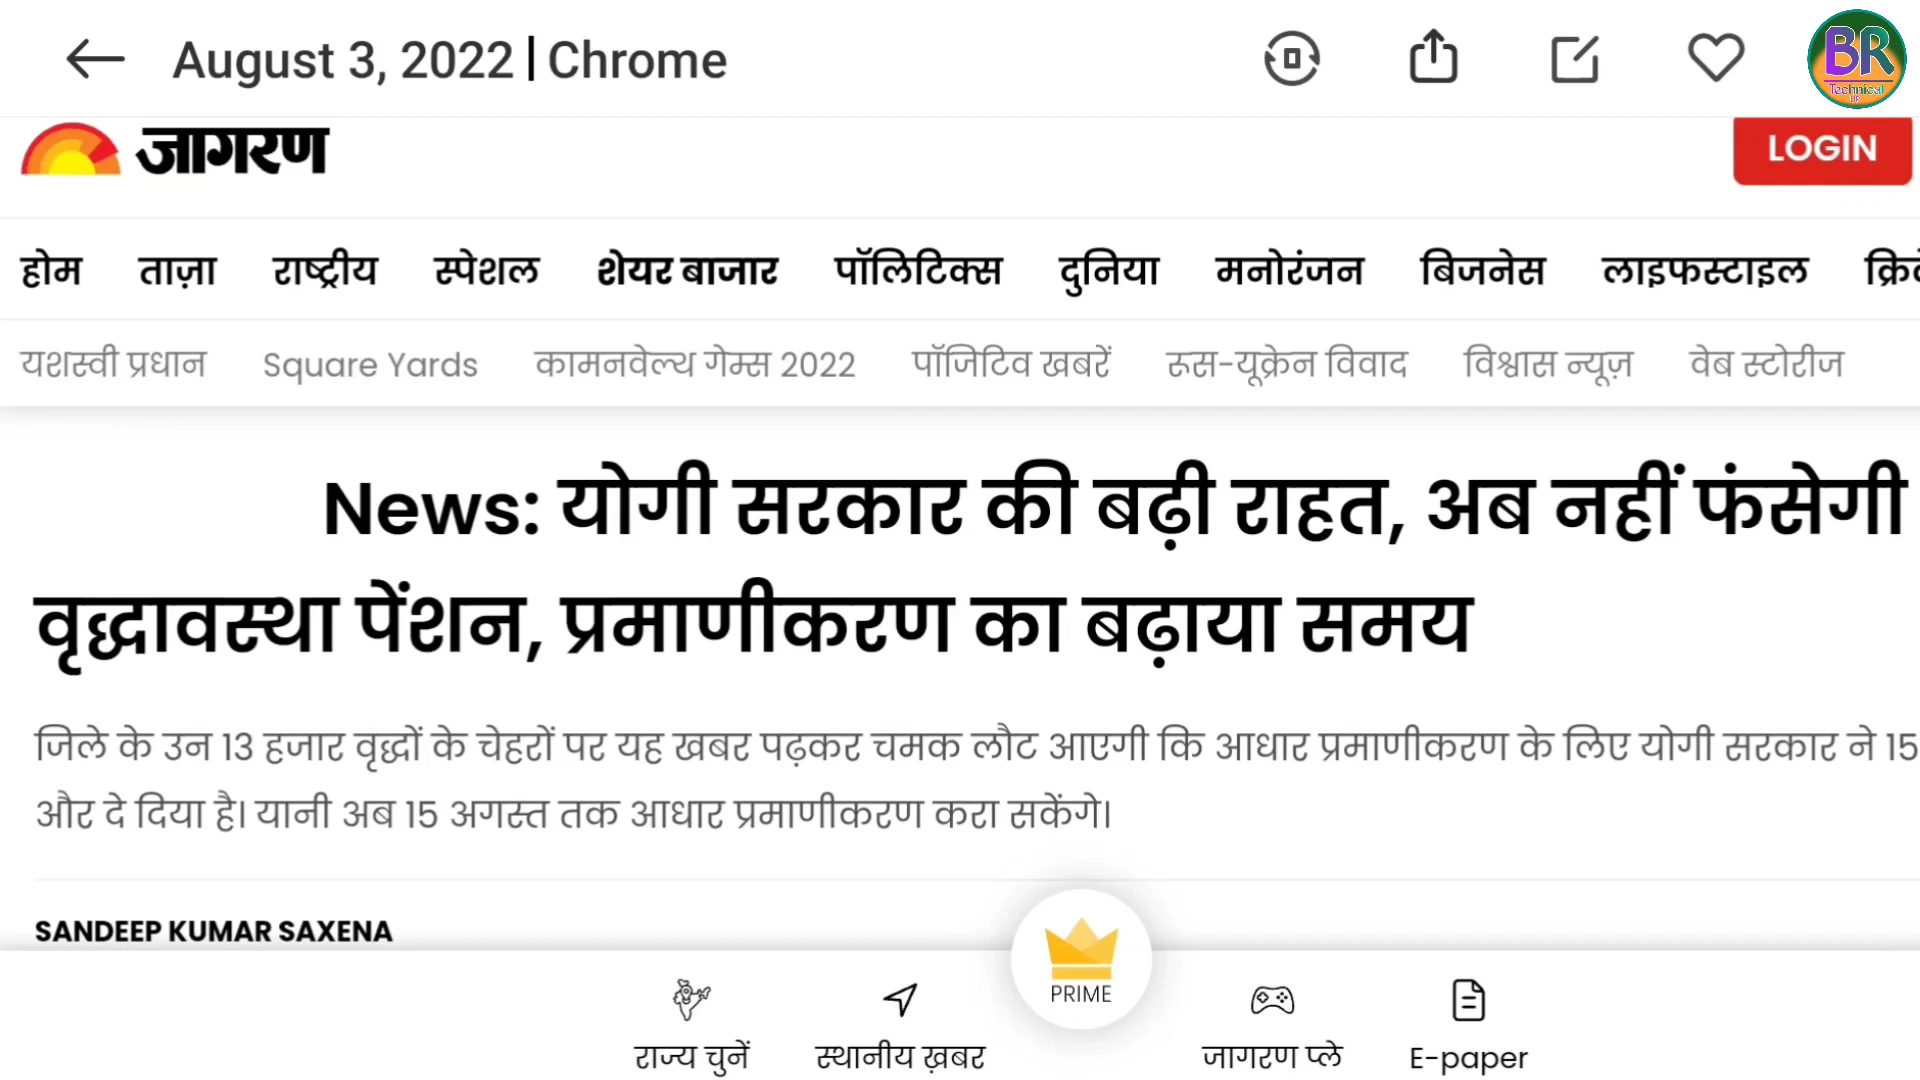 August 3, 2022 | Chrome
BR
Technical
UP
जागरण
LOGIN
होम ताज़ा राष्ट्रीय स्पेशल शेयर बाजार पॉलिटिक्स दुनिया मनोरंजन बिजनेस लाइफस्टाइल
यशस्वी प्रधान Square Yards कामनवेल्थ गेम्स 2022 पॉजिटिव खबरें रूस-यूक्रेन विवाद विश्वास न्यूज़ वेब स्टोरीज
News: योगी सरकार की बढ़ी राहत, अब नहीं फंसेगी
वृद्धावस्था पेंशन, प्रमाणीकरण का बढ़ाया समय
जिले के उन 13 हजार वृद्धों के चेहरों पर यह खबर पढ़कर चमक लौट आएगी कि आधार प्रमाणीकरण के लिए योगी सरकार ने 15
और दे दिया है। यानी अब 15 अगस्त तक आधार प्रमाणीकरण करा सकेंगे।
SANDEEP KUMAR SAXENA
PRIME
राज्य चुनें स्थानीय ख़बर जागरण प्ले E-paper